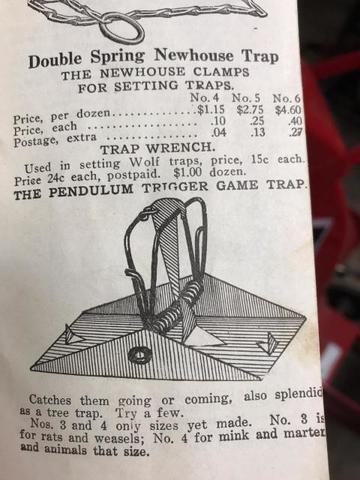 Double Spring Newhouse Trap
THE NEWHOUSE CLAMPS
FOR SETTING TRAPS.
No. 4 No. 5 No. 6
Price, per dozen..............$1.15 $2.75 $4.60
Price, each .................. .10 .25 .40
Postage, extra ............... .04 .13 .27
TRAP WRENCH.
Used in setting Wolf traps, price, 15c each.
Price 24c each, postpaid. $1.00 dozen.
THE PENDULUM TRIGGER GAME TRAP.
Catches them going or coming, also splendid
as a tree trap. Try a few.
Nos. 3 and 4 only sizes yet made. No. 3 is
for rats and weasels; No. 4 for mink and marter
and animals that size.